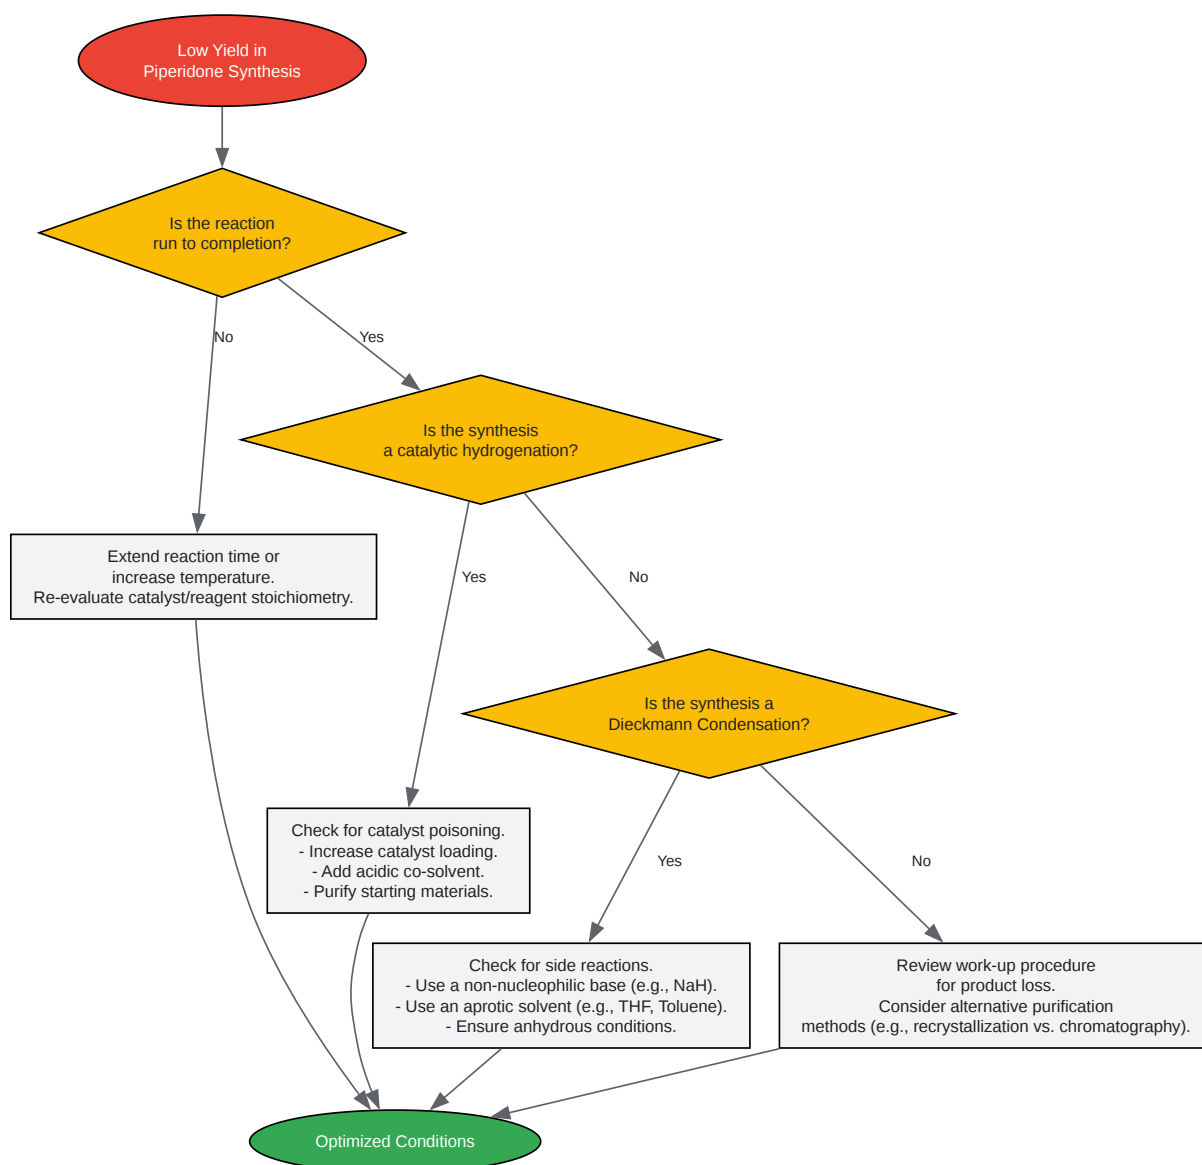 Low Yield in
Piperidone Synthesis
Is the reaction
run to completion?
No
Yes
Is the synthesis
a catalytic hydrogenation?
Extend reaction time or
increase temperature.
Re-evaluate catalyst/reagent stoichiometry.
Yes
No
Is the synthesis a
Dieckmann Condensation?
Check for catalyst poisoning.
- Increase catalyst loading.
- Add acidic co-solvent.
- Purify starting materials.
Yes
No
Check for side reactions.
- Use a non-nucleophilic base (e.g., NaH).
- Use an aprotic solvent (e.g., THF, Toluene).
- Ensure anhydrous conditions.
Review work-up procedure
for product loss.
Consider alternative purification
methods (e.g., recrystallization vs. chromatography).
Optimized Conditions